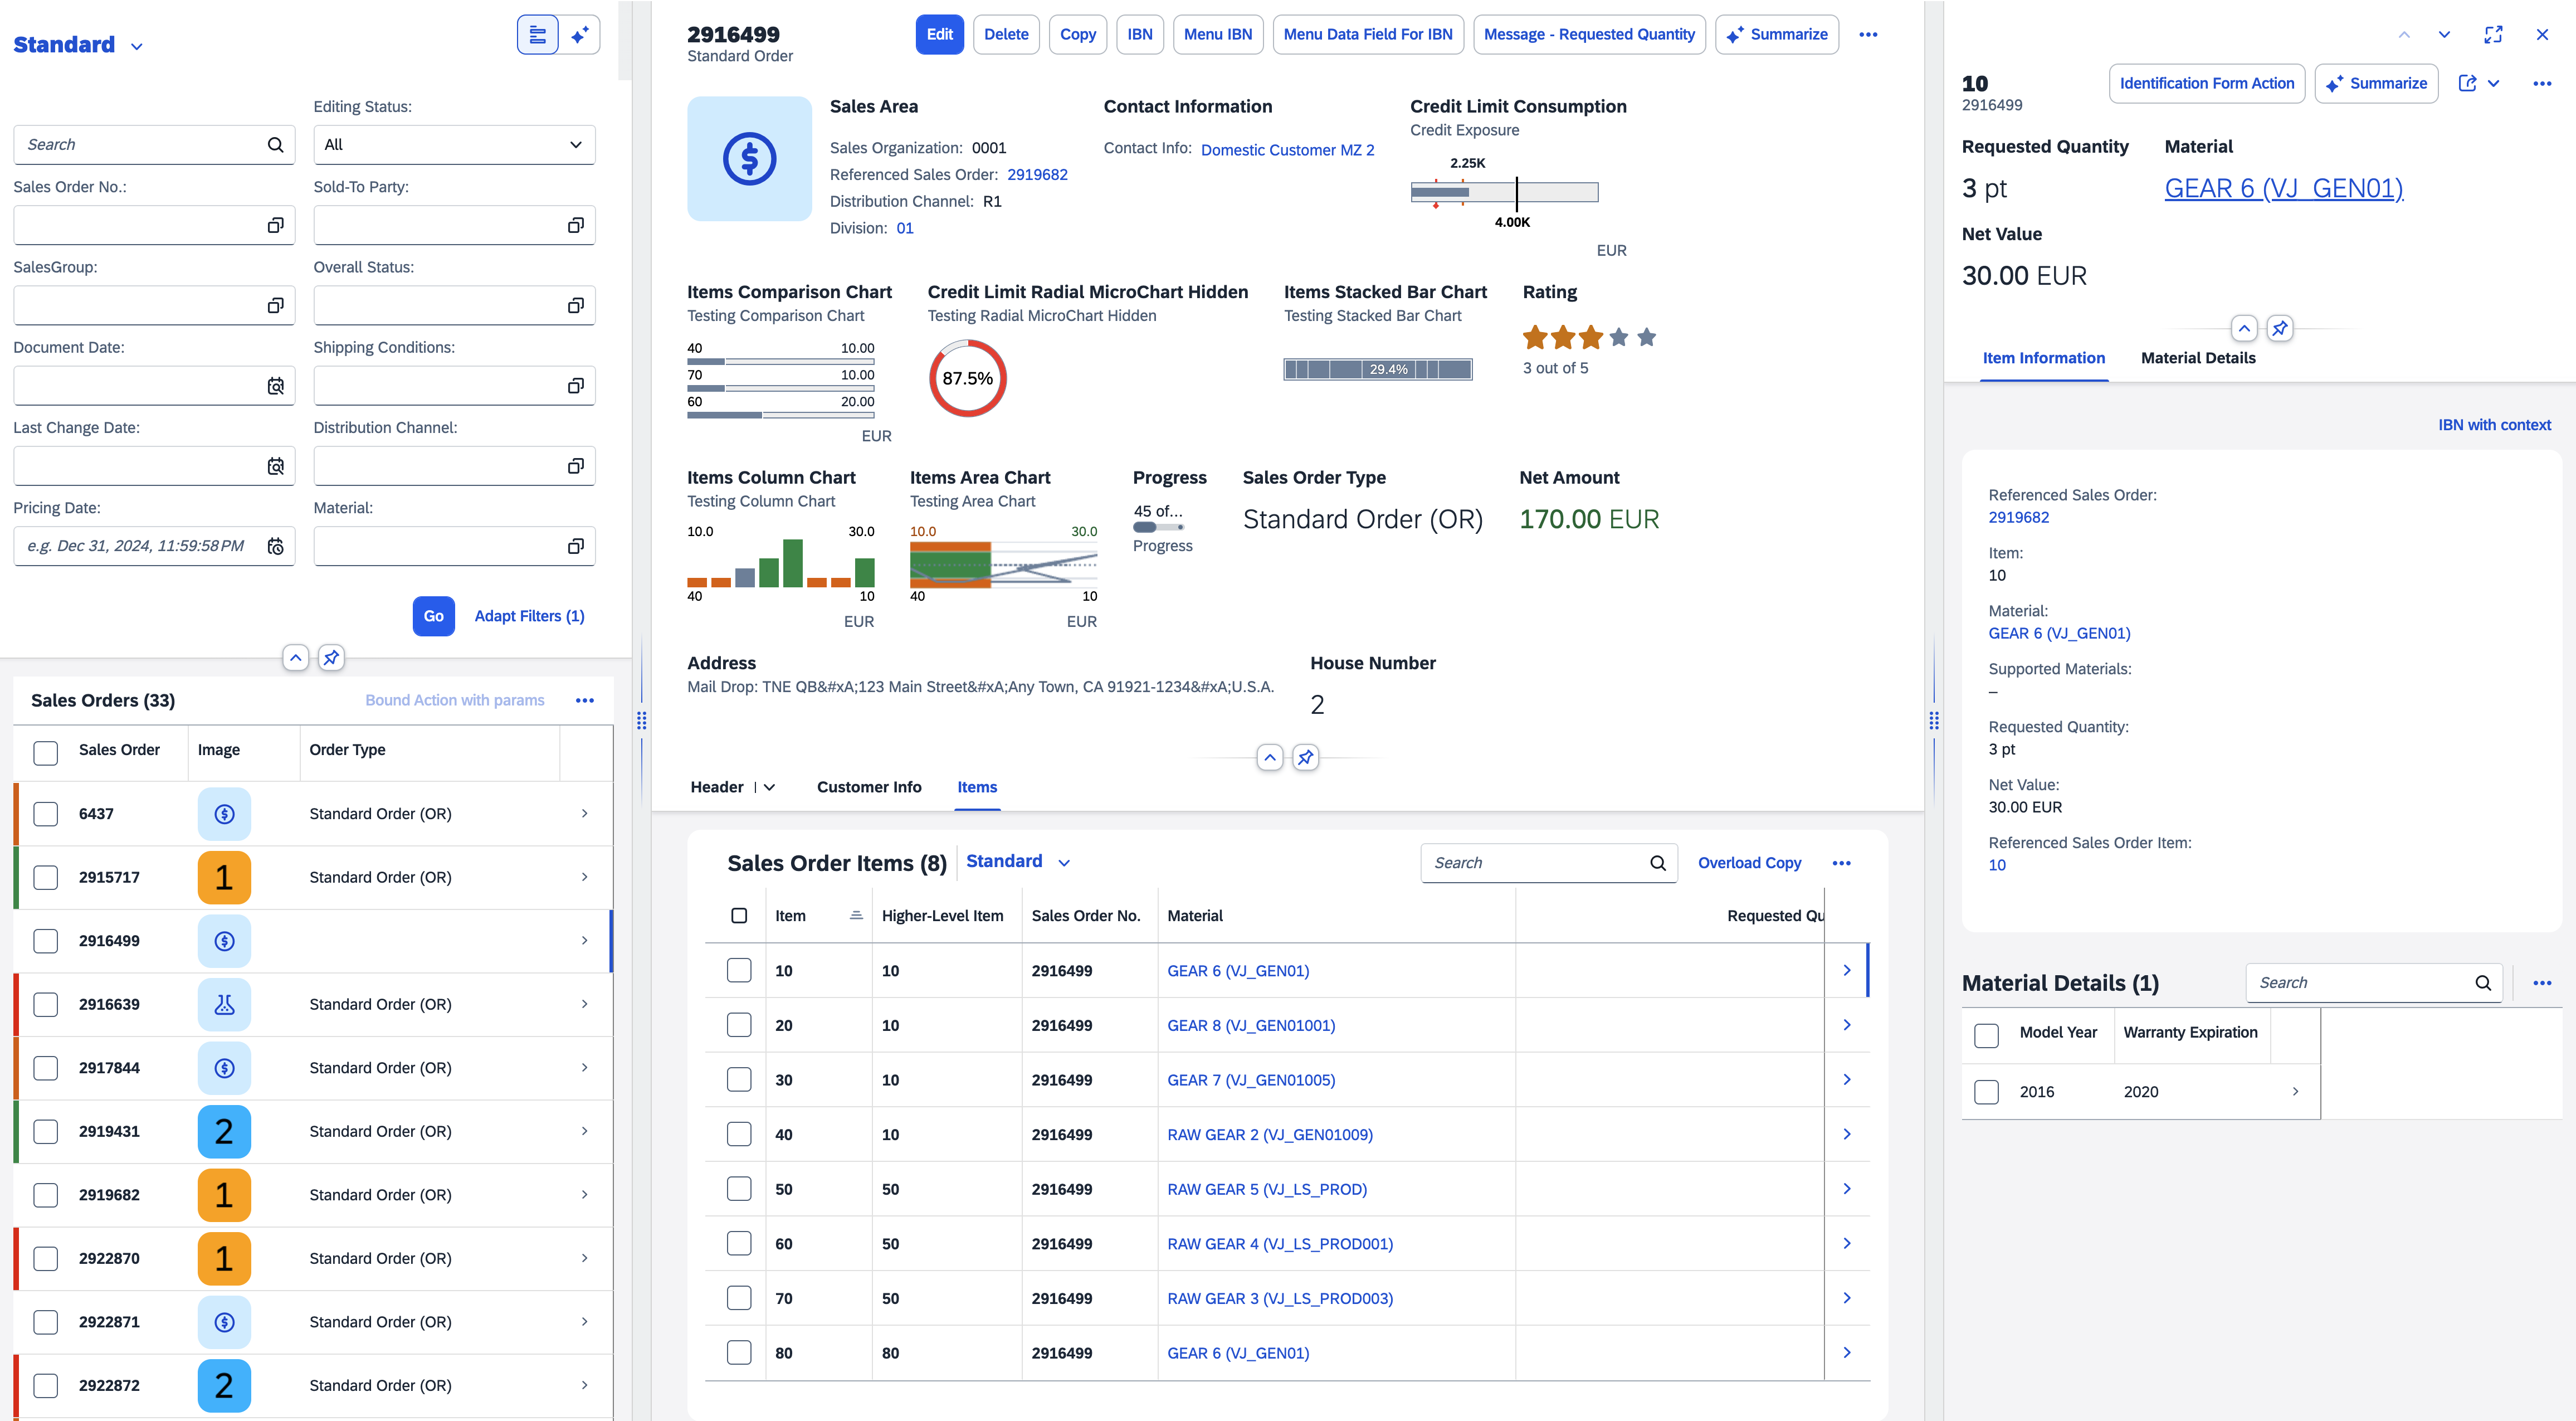 Standard
Editing Status:
Search
All
Sales Order No.:
Sold-To Party:
SalesGroup:
Overall Status:
Document Date:
Shipping Conditions:
Last Change Date:
Distribution Channel:
Pricing Date:
Material:
e.g. Dec 31, 2024, 11:59:58 PM
Go
Adapt Filters (1)
Sales Orders (33)
Bound Action with params
Sales Order
Image
Order Type
6437
Standard Order (OR)
2915717
1
Standard Order (OR)
2916499
2916639
Standard Order (OR)
2917844
Standard Order (OR)
2919431
2
Standard Order (OR)
2919682
1
Standard Order (OR)
2922870
1
Standard Order (OR)
2922871
Standard Order (OR)
2922872
2
Standard Order (OR)
2916499
Standard Order
Edit
Delete
Copy
IBN
Menu IBN
Menu Data Field For IBN
Message - Requested Quantity
Summarize
Sales Area
Sales Organization: 0001
Referenced Sales Order: 2919682
Distribution Channel: R1
Division: 01
Contact Information
Contact Info: Domestic Customer MZ 2
Credit Limit Consumption
Credit Exposure
2.25K
4.00K
EUR
Items Comparison Chart
Testing Comparison Chart
40 10.00
70 10.00
60 20.00
EUR
Credit Limit Radial MicroChart Hidden
Testing Radial MicroChart Hidden
87.5%
Items Stacked Bar Chart
Testing Stacked Bar Chart
29.4%
Rating
3 out of 5
Items Column Chart
Testing Column Chart
10.0 30.0
40 10
EUR
Items Area Chart
Testing Area Chart
10.0 30.0
40 10
EUR
Progress
45 of...
Progress
Sales Order Type
Standard Order (OR)
Net Amount
170.00 EUR
Address
Mail Drop: TNE QB&#xA;123 Main Street&#xA;Any Town, CA 91921-1234&#xA;U.S.A.
House Number
2
Header
Customer Info
Items
Sales Order Items (8)
Standard
Search
Overload Copy
Item
Higher-Level Item
Sales Order No.
Material
Requested Qu
10 10 2916499 GEAR 6 (VJ_GEN01)
20 10 2916499 GEAR 8 (VJ_GEN01001)
30 10 2916499 GEAR 7 (VJ_GEN01005)
40 10 2916499 RAW GEAR 2 (VJ_GEN01009)
50 50 2916499 RAW GEAR 5 (VJ_LS_PROD)
60 50 2916499 RAW GEAR 4 (VJ_LS_PROD001)
70 50 2916499 RAW GEAR 3 (VJ_LS_PROD003)
80 80 2916499 GEAR 6 (VJ_GEN01)
10
2916499
Identification Form Action
Summarize
Requested Quantity
3 pt
Material
GEAR 6 (VJ_GEN01)
Net Value
30.00 EUR
Item Information
Material Details
IBN with context
Referenced Sales Order:
2919682
Item:
10
Material:
GEAR 6 (VJ_GEN01)
Supported Materials:
–
Requested Quantity:
3 pt
Net Value:
30.00 EUR
Referenced Sales Order Item:
10
Material Details (1)
Search
Model Year
Warranty Expiration
2016
2020